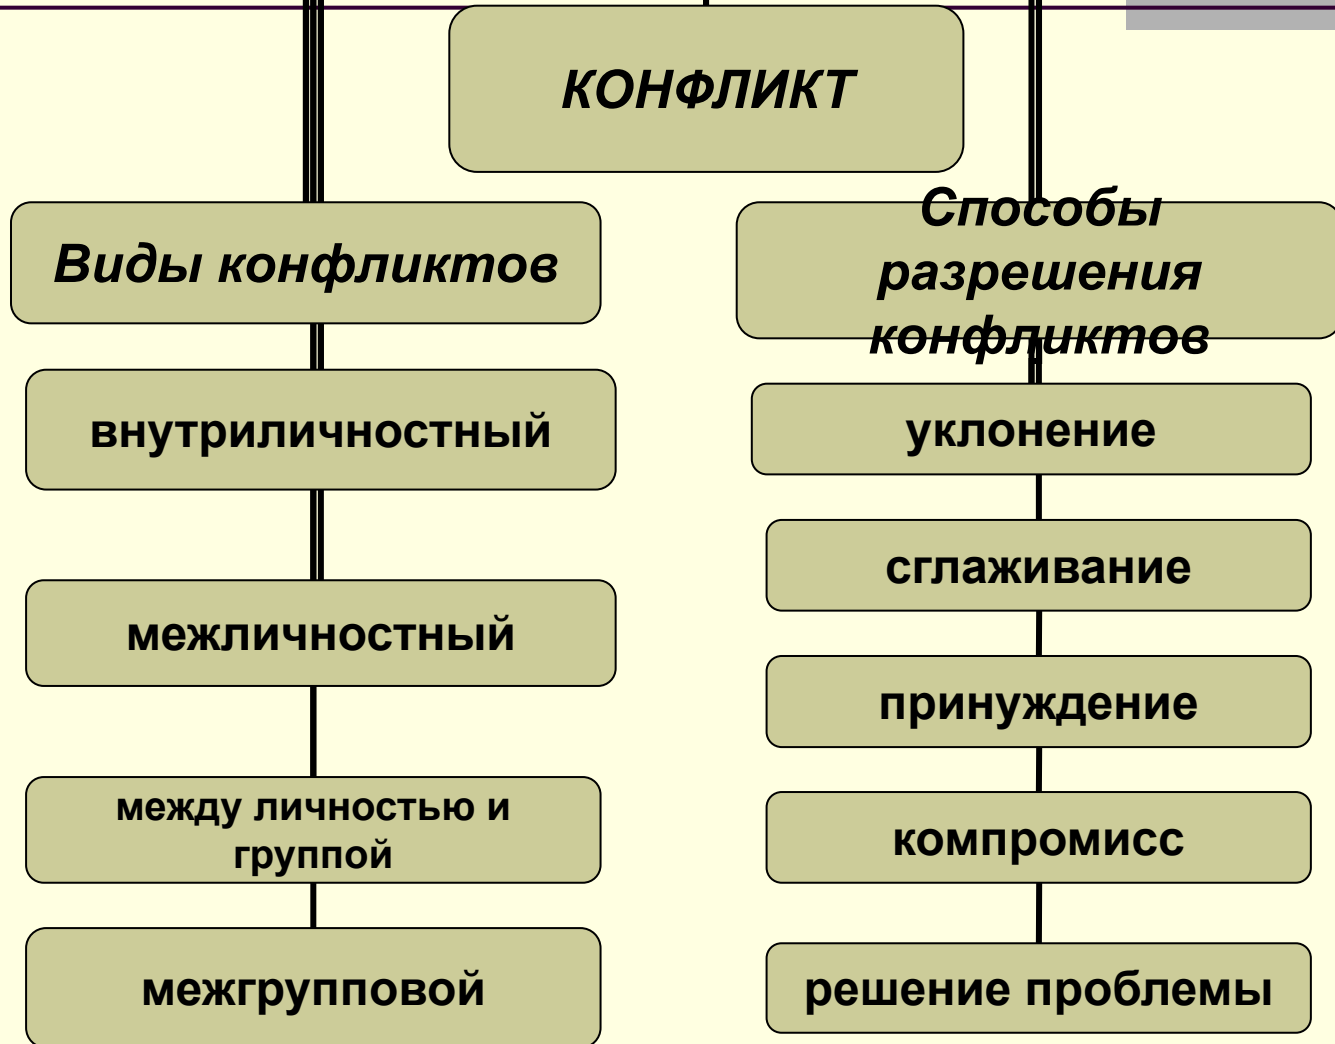 КОНФЛИКТ
Виды конфликтов
внутриличностный
межличностный
между личностью и
группой
межгрупповой
Способы
разрешения
конфликтов
уклонение
сглаживание
принуждение
компромисс
решение проблемы